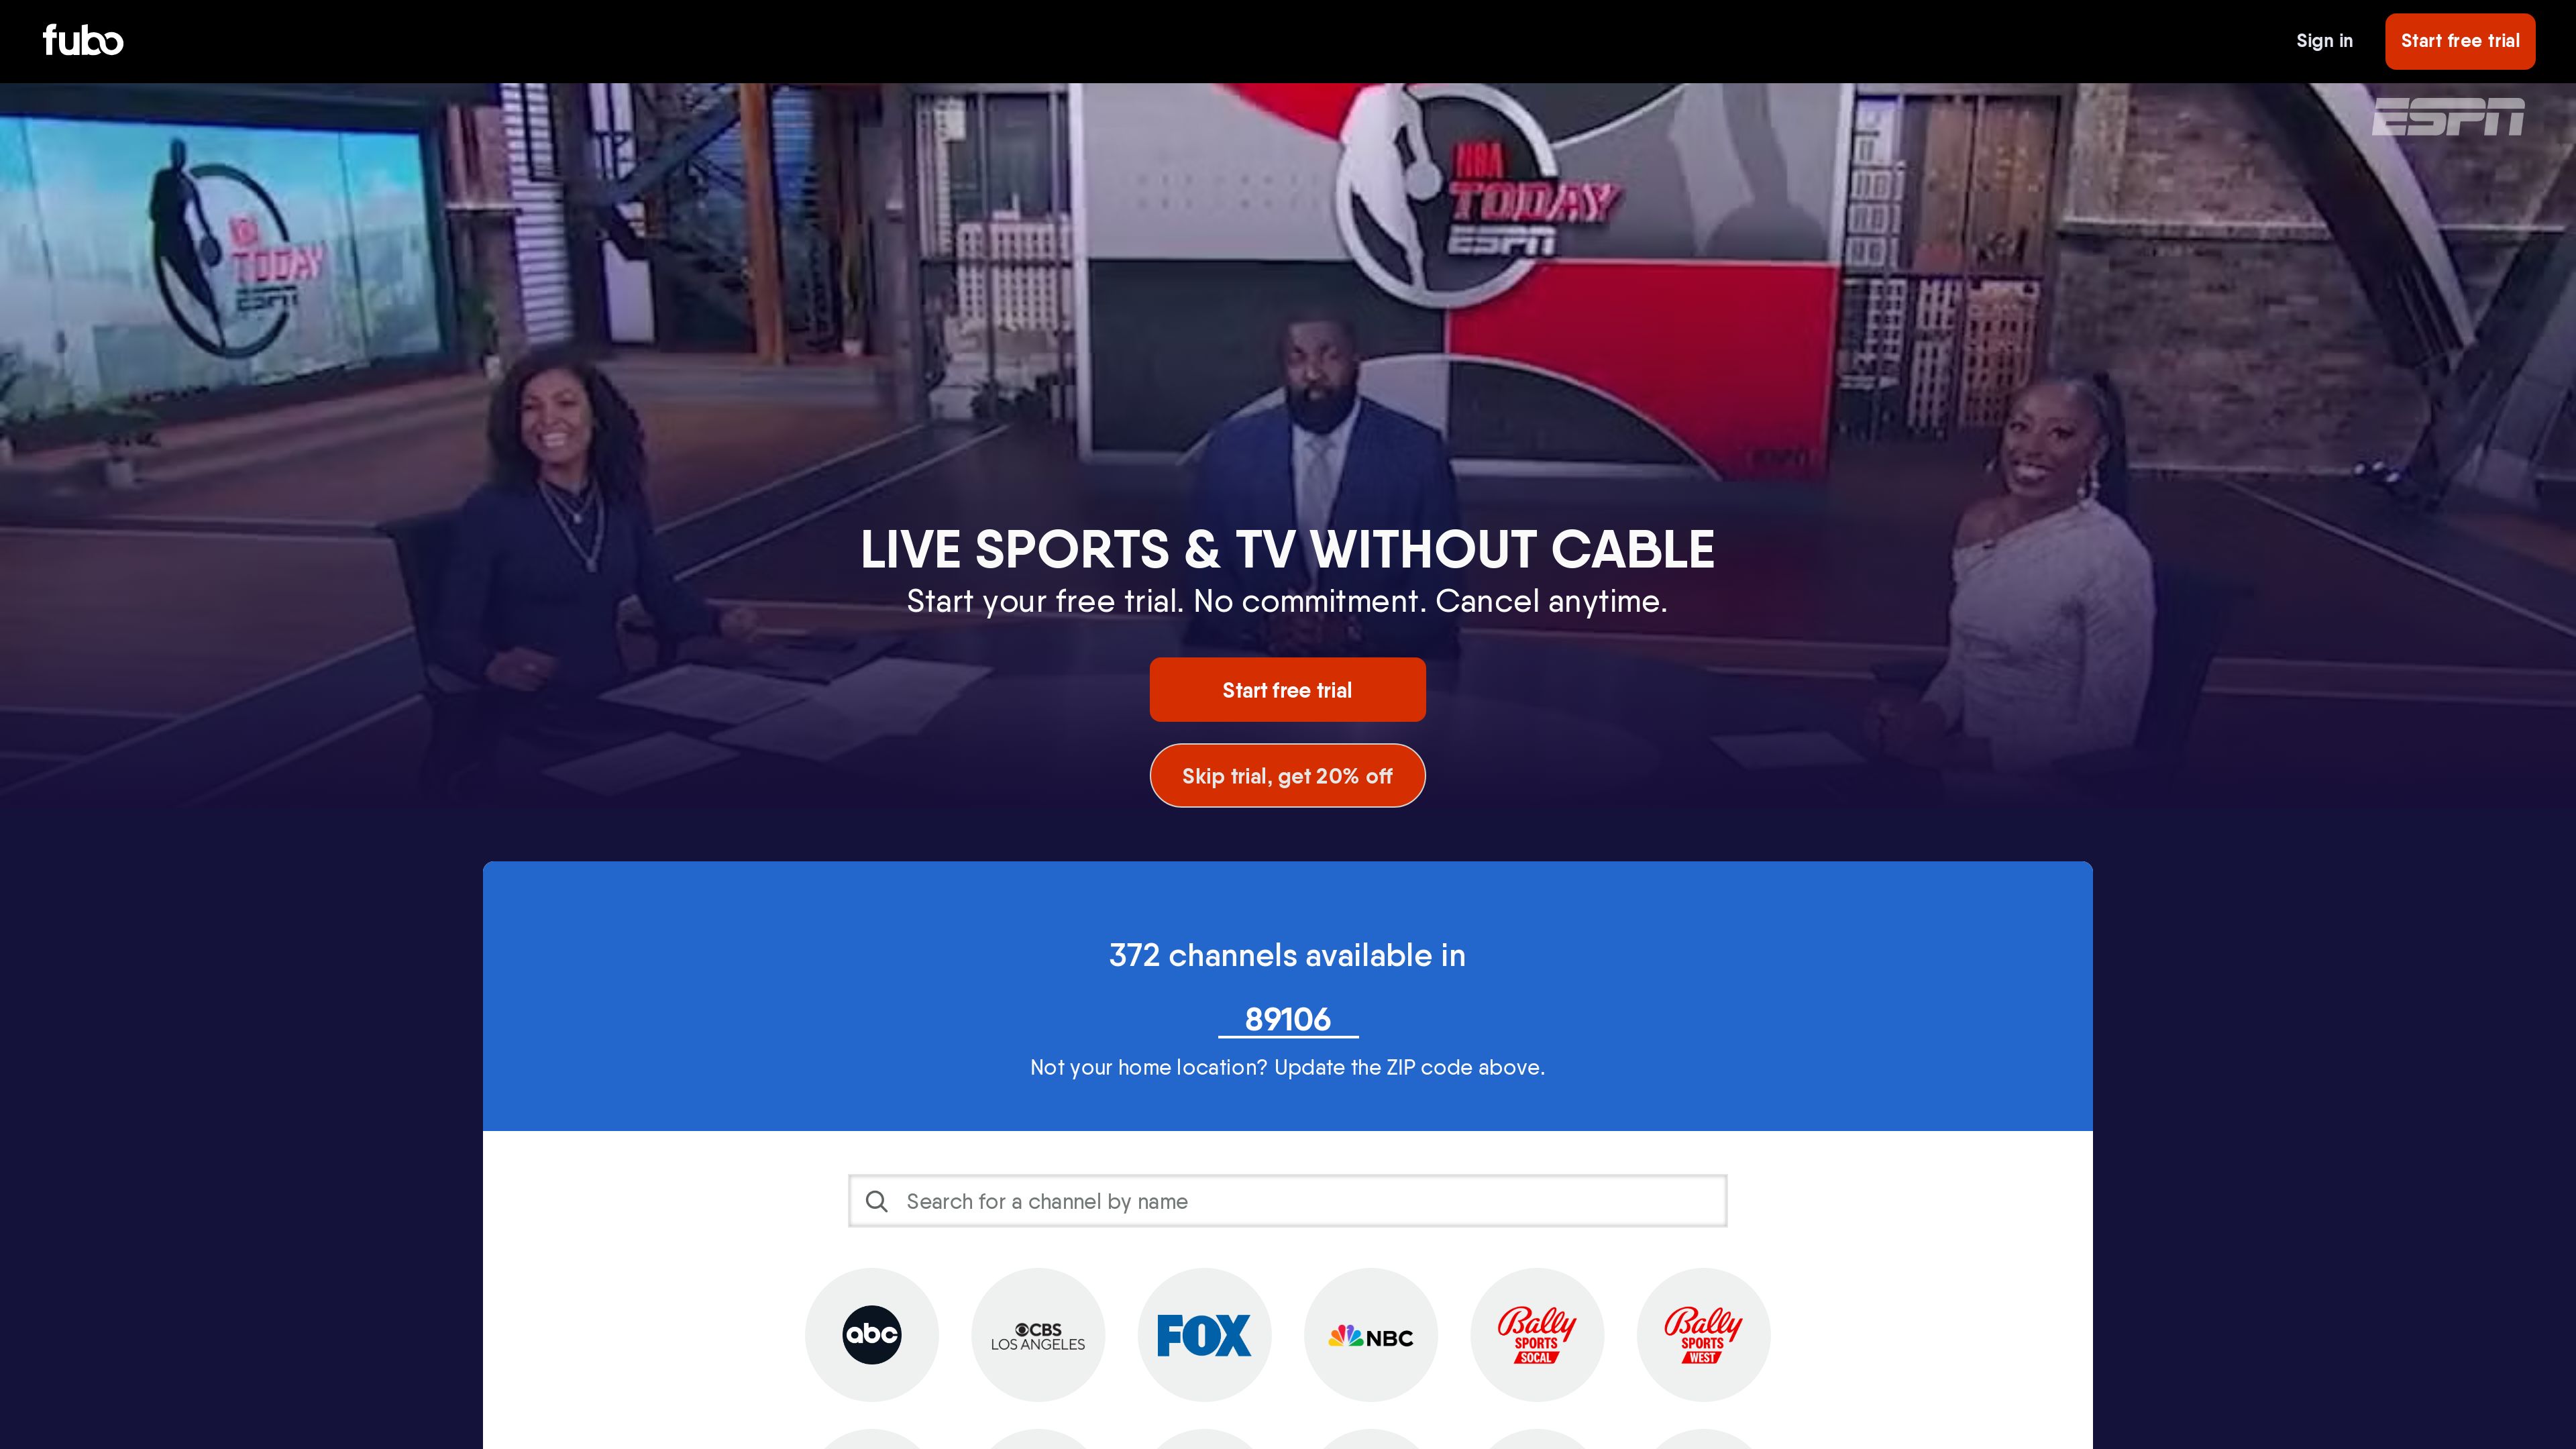 fubo
Sign in
Start free trial
ESPN
NBA
TODAY
ESPN
NBA
TODAY
ESPN
LIVE SPORTS & TV WITHOUT CABLE
Start your free trial. No commitment. Cancel anytime.
Start free trial
Skip trial, get 20% off
372 channels available in
89106
Not your home location? Update the ZIP code above.
Search for a channel by name
abc
CBS
LOS ANGELES
FOX
NBC
Bally
SPORTS
SOCAL
Bally
SPORTS
WEST